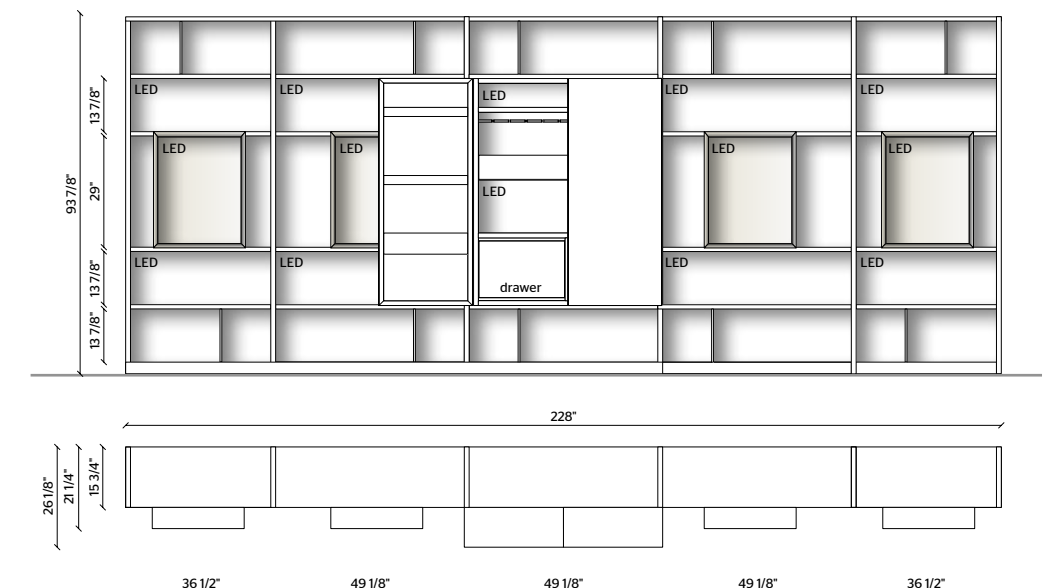 LED LED LED LED LED
13 7/8"
LED LED LED LED
93 7/8"
29"
LED
LED LED LED LED
13 7/8"
drawer
13 7/8"
228"
26 1/8"
21 1/4"
15 3/4"
36 1/2" 49 1/8" 49 1/8" 49 1/8" 36 1/2"